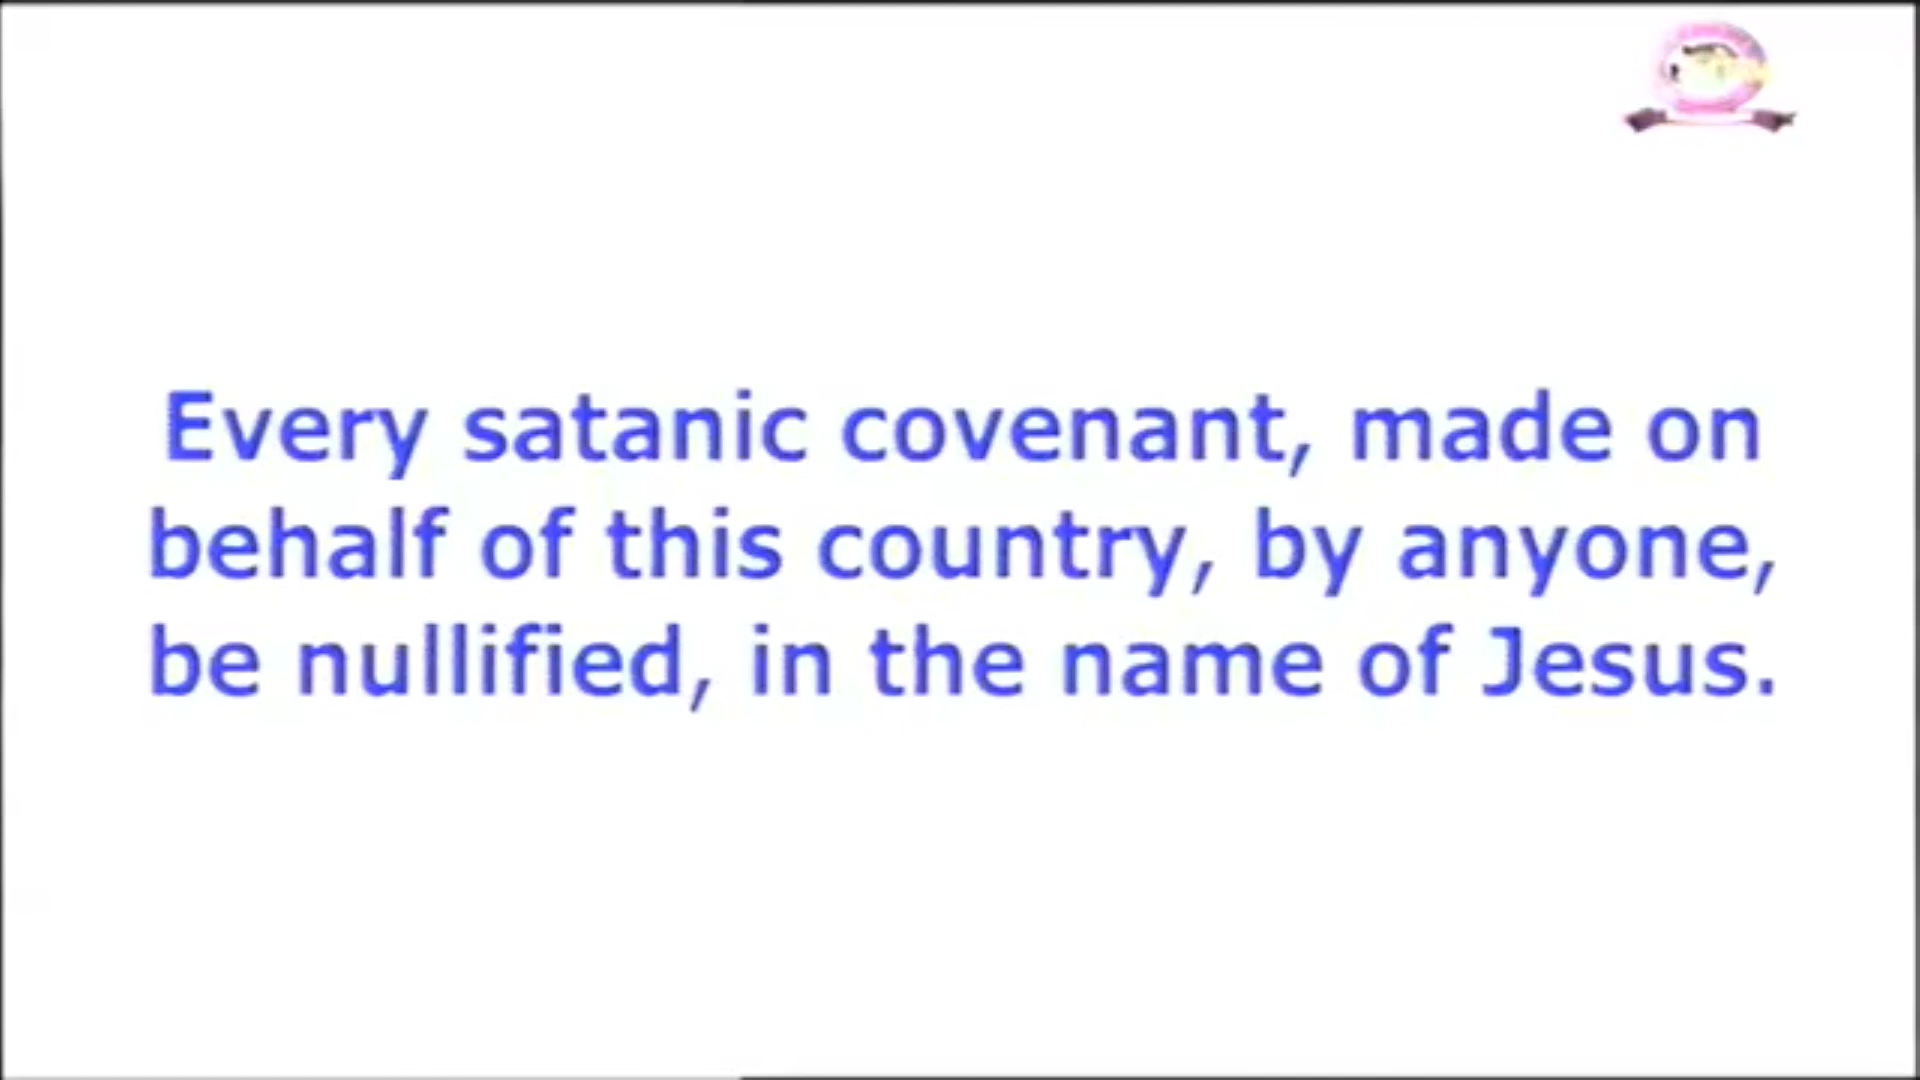 Every satanic covenant, made on
behalf of this country, by anyone,
be nullified, in the name of Jesus.